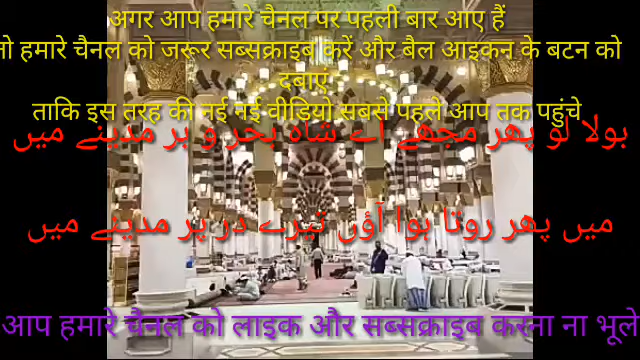 अगर आप हमारे चैनल पर पहली बार आए हैं
तो हमारे चैनल को जरूर सब्सक्राइब करें और बैल आइकन के बटन को
दबाएं
ताकि इस तरह की नई नई वीडियो सबसे पहले आप तक पहुंचे
بولا لو پھر مجھے اے شاہ بحر و بر مدینے میں
میں پھر روتا ہوا آؤں تیرے در پر مدینے میں
आप हमारे चैनल को लाइक और सब्सक्राइब करना ना भूले